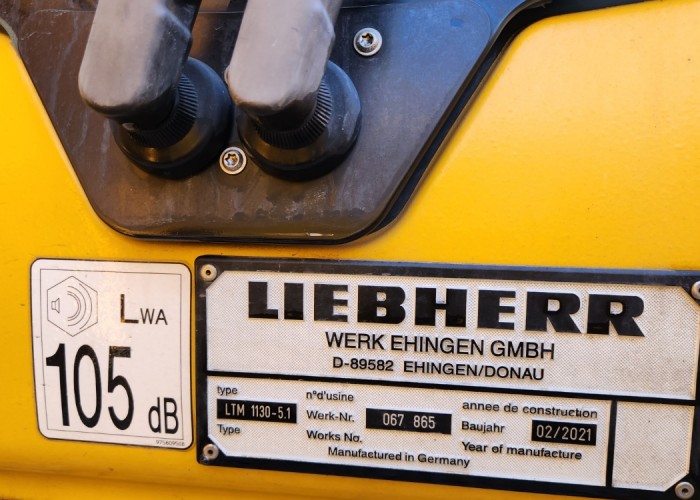 LWA
105 dB
LIEBHERR
WERK EHINGEN GMBH
D-89582 EHINGEN/DONAU
type
LTM 1130-5.1
Type
n°d'usine
Werk-Nr. 067 865
Works No.
annee de construction
Baujahr 02/2021
Year of manufacture
Manufactured in Germany